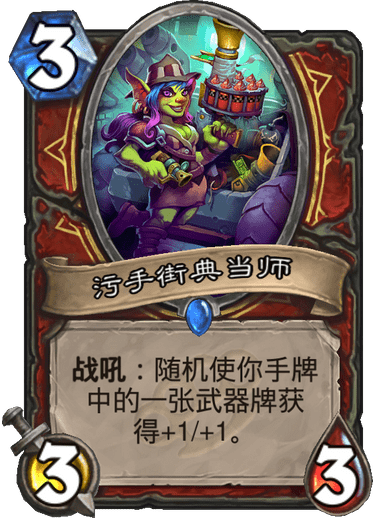 3
污手街典当师
战吼：随机使你手牌
中的一张武器牌获
得+1/+1。
3
3